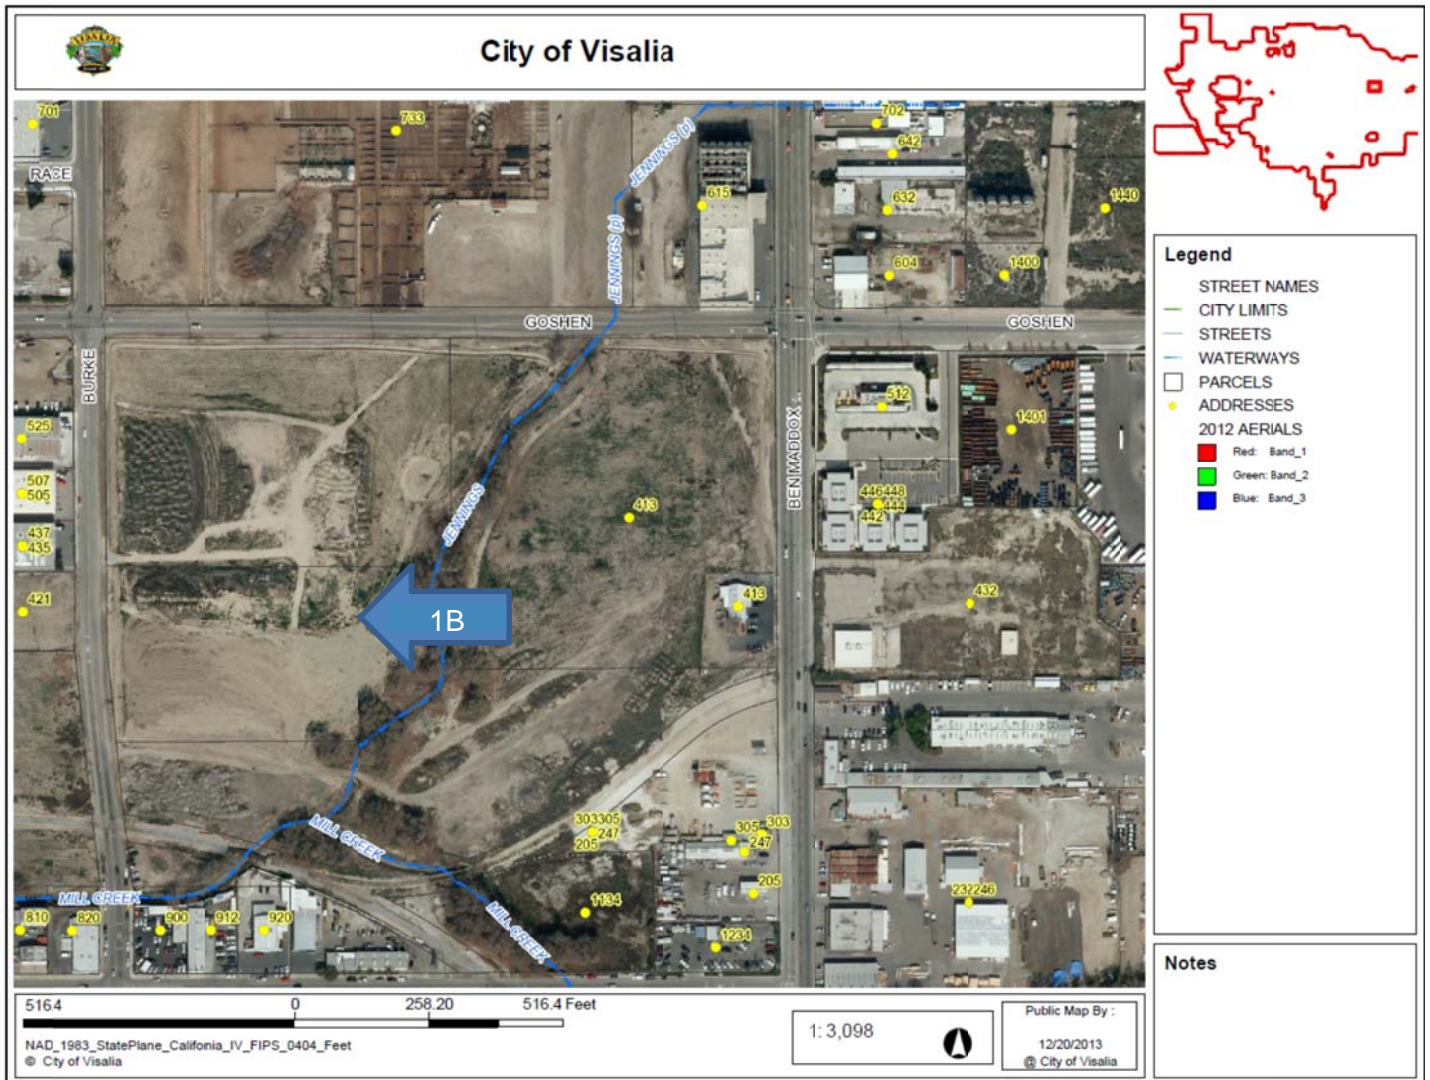 City of Visalia
701
733
702
642
RACE
JENNINGS (p)
615
632
1440
JENNINGS (p)
604
1400
GOSHEN
GOSHEN
BURKE
BEN MADDOX
512
1401
525
507
505
446448
444
442
413
JENNINGS
437
435
421
1B
413
432
303305
247
205
305
303
247
MILL CREEK
MILL CREEK
MILL CREEK
205
232246
1134
1234
810
820
900
912
920
Legend
STREET NAMES
CITY LIMITS
STREETS
WATERWAYS
PARCELS
ADDRESSES
2012 AERIALS
Red: Band_1
Green: Band_2
Blue: Band_3
Notes
516.4
0
258.20
516.4 Feet
NAD_1983_StatePlane_Califonia_IV_FIPS_0404_Feet
© City of Visalia
1: 3,098
Public Map By :
12/20/2013
@ City of Visalia